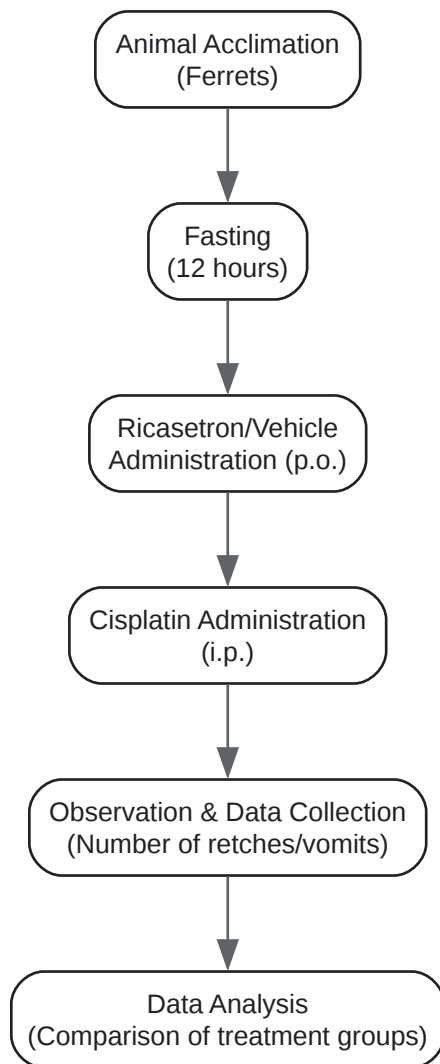 Animal Acclimation
(Ferrets)
Fasting
(12 hours)
Ricasetron/Vehicle
Administration (p.o.)
Cisplatin Administration
(i.p.)
Observation & Data Collection
(Number of retches/vomits)
Data Analysis
(Comparison of treatment groups)